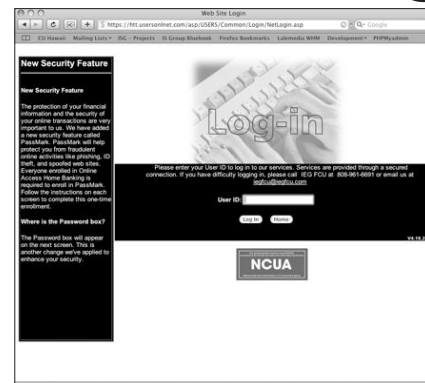 Web Site Login
https://htt.usersonlnet.com/asp/USERS/Common/Login/NetLogin.asp
Google
CU Hawaii Mailing Lists ISG - Projects IS Group Bluebook Firefox Bookmarks Lalemedia WHM Development PHPMyadmin
New Security Feature
New Security Feature
The protection of your financial
information and the security of
your online transactions are very
important to us. We have added
a new security feature called
PassMark. PassMark will help
protect you from fraudulent
online activities like phishing, ID
theft, and spoofed web sites.
Everyone enrolled in Online
Access Home Banking is
required to enroll in PassMark.
Follow the instructions on each
screen to complete this one-time
enrollment.
Where is the Password box?
The Password box will appear
on the next screen. This is
another change we've applied to
enhance your security.
Log-in
Please enter your User ID to log in to our services. Services are provided through a secured
connection. If you have difficulty logging in, please call IEG FCU at 808-961-6691 or email us at
iegfcu@iegfcu.com
User ID:
Log In Home
NCUA